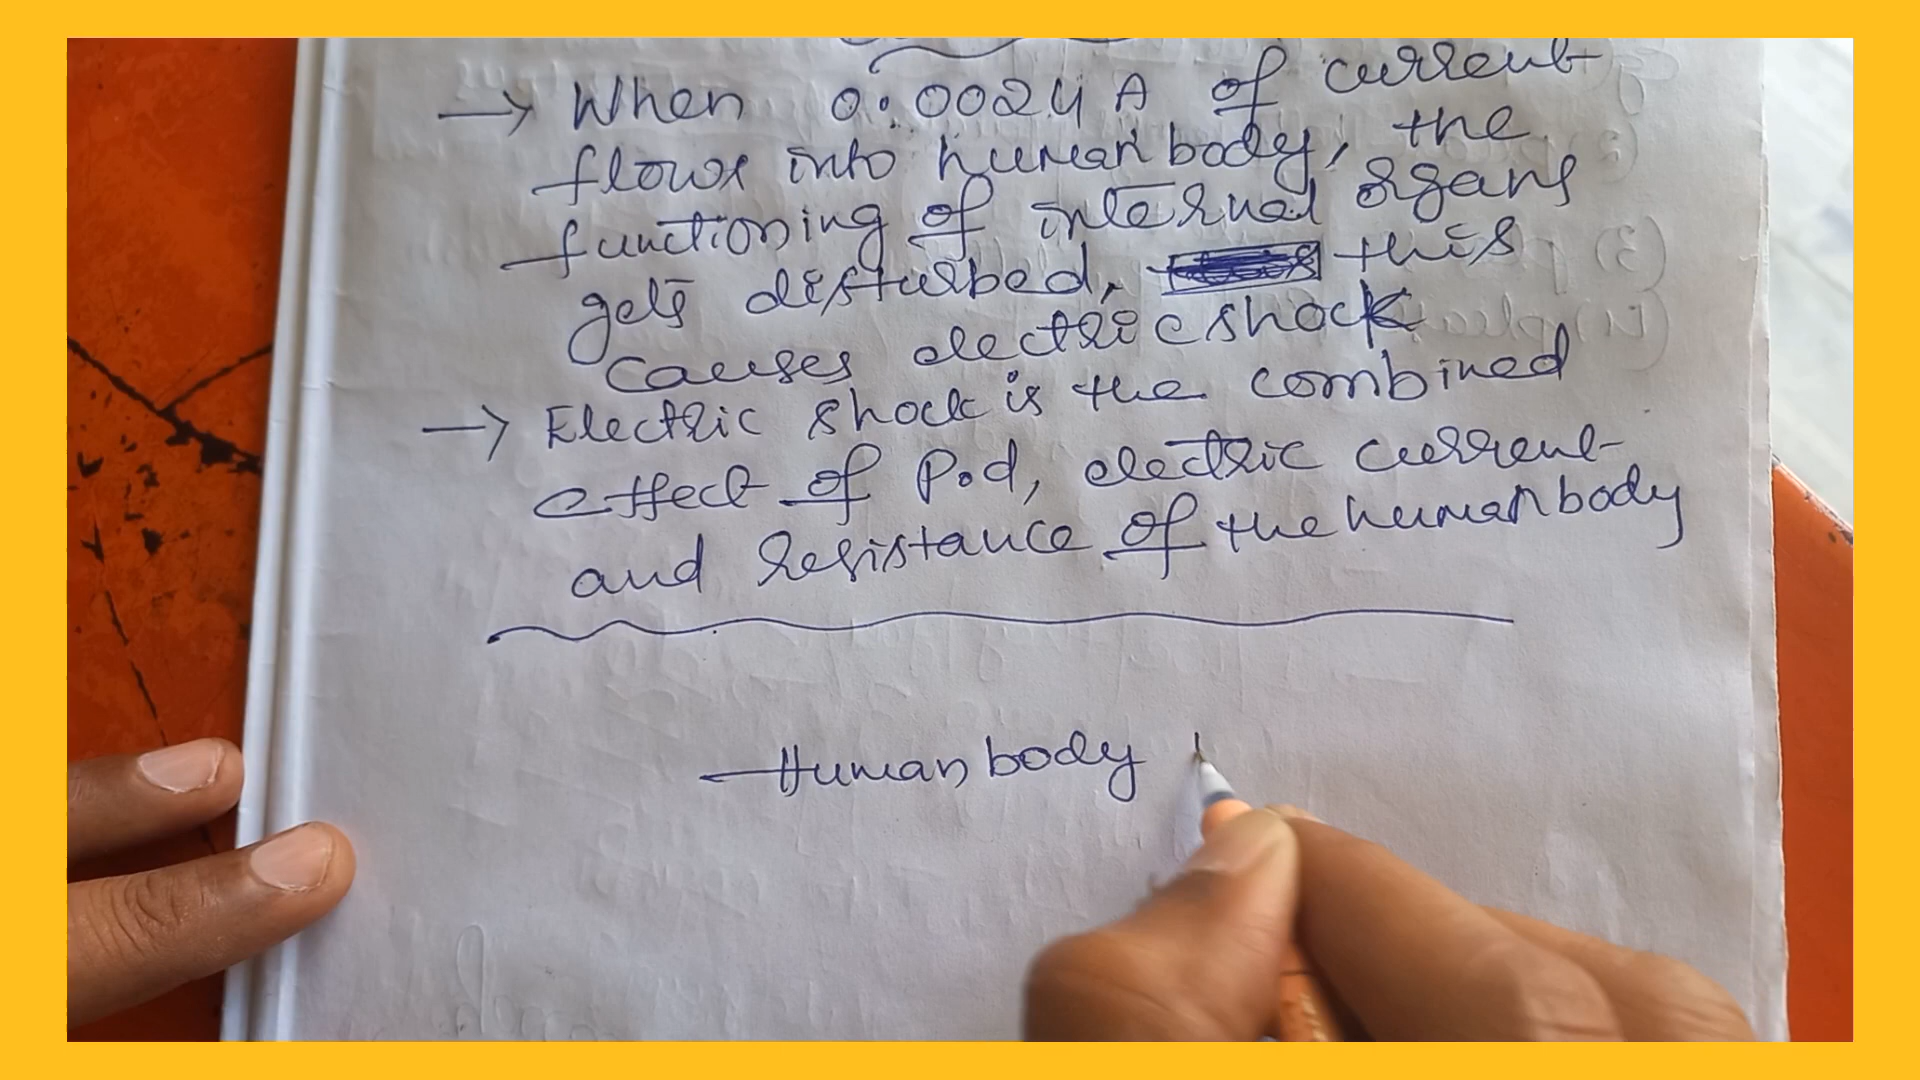 → When 0.0024 A of current
flows into human body, the
functioning of internal organs
gets disturbed, this
causes electric shock
→ Electric shock is the combined
effect of P.d, electric current
and resistance of the human body
Human body